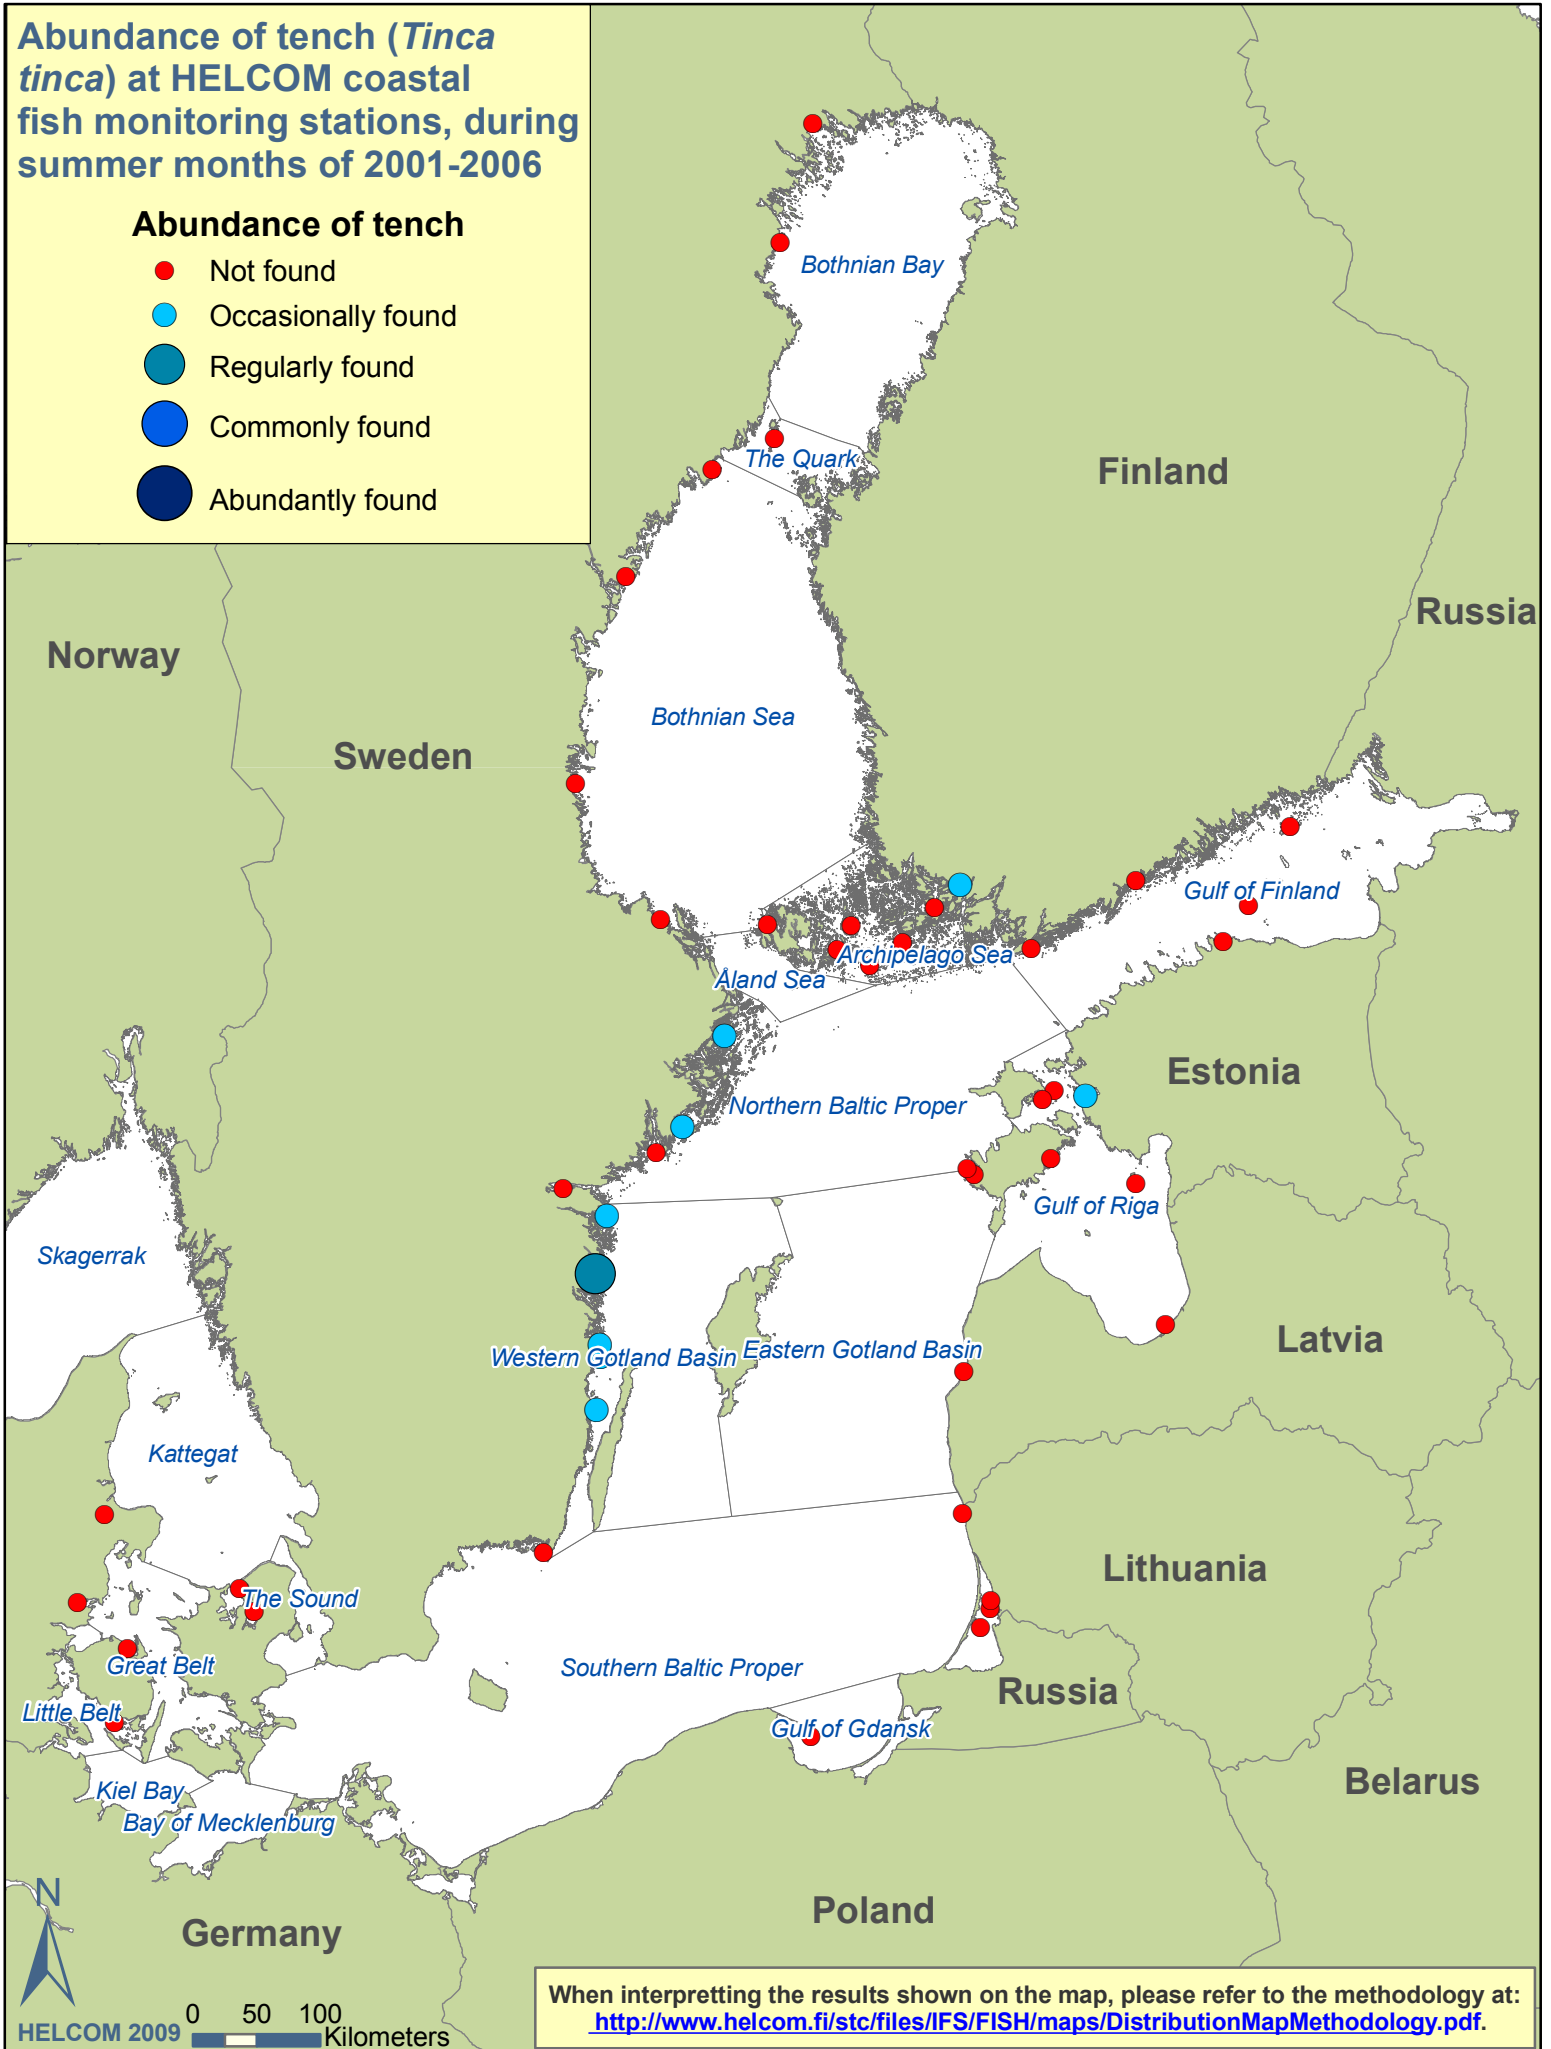 Abundance of tench (Tinca
tinca) at HELCOM coastal
fish monitoring stations, during
summer months of 2001-2006
Abundance of tench
Not found
Occasionally found
Regularly found
Commonly found
Abundantly found
Bothnian Bay
The Quark
Finland
Russia
Norway
Bothnian Sea
Sweden
Gulf of Finland
Archipelago Sea
Åland Sea
Estonia
Northern Baltic Proper
Gulf of Riga
Skagerrak
Latvia
Western Gotland Basin
Eastern Gotland Basin
Kattegat
Lithuania
The Sound
Great Belt
Southern Baltic Proper
Russia
Little Belt
Gulf of Gdansk
Belarus
Kiel Bay
Bay of Mecklenburg
N
Poland
Germany
0 50 100
Kilometers
HELCOM 2009
When interpretting the results shown on the map, please refer to the methodology at:
http://www.helcom.fi/stc/files/IFS/FISH/maps/DistributionMapMethodology.pdf.